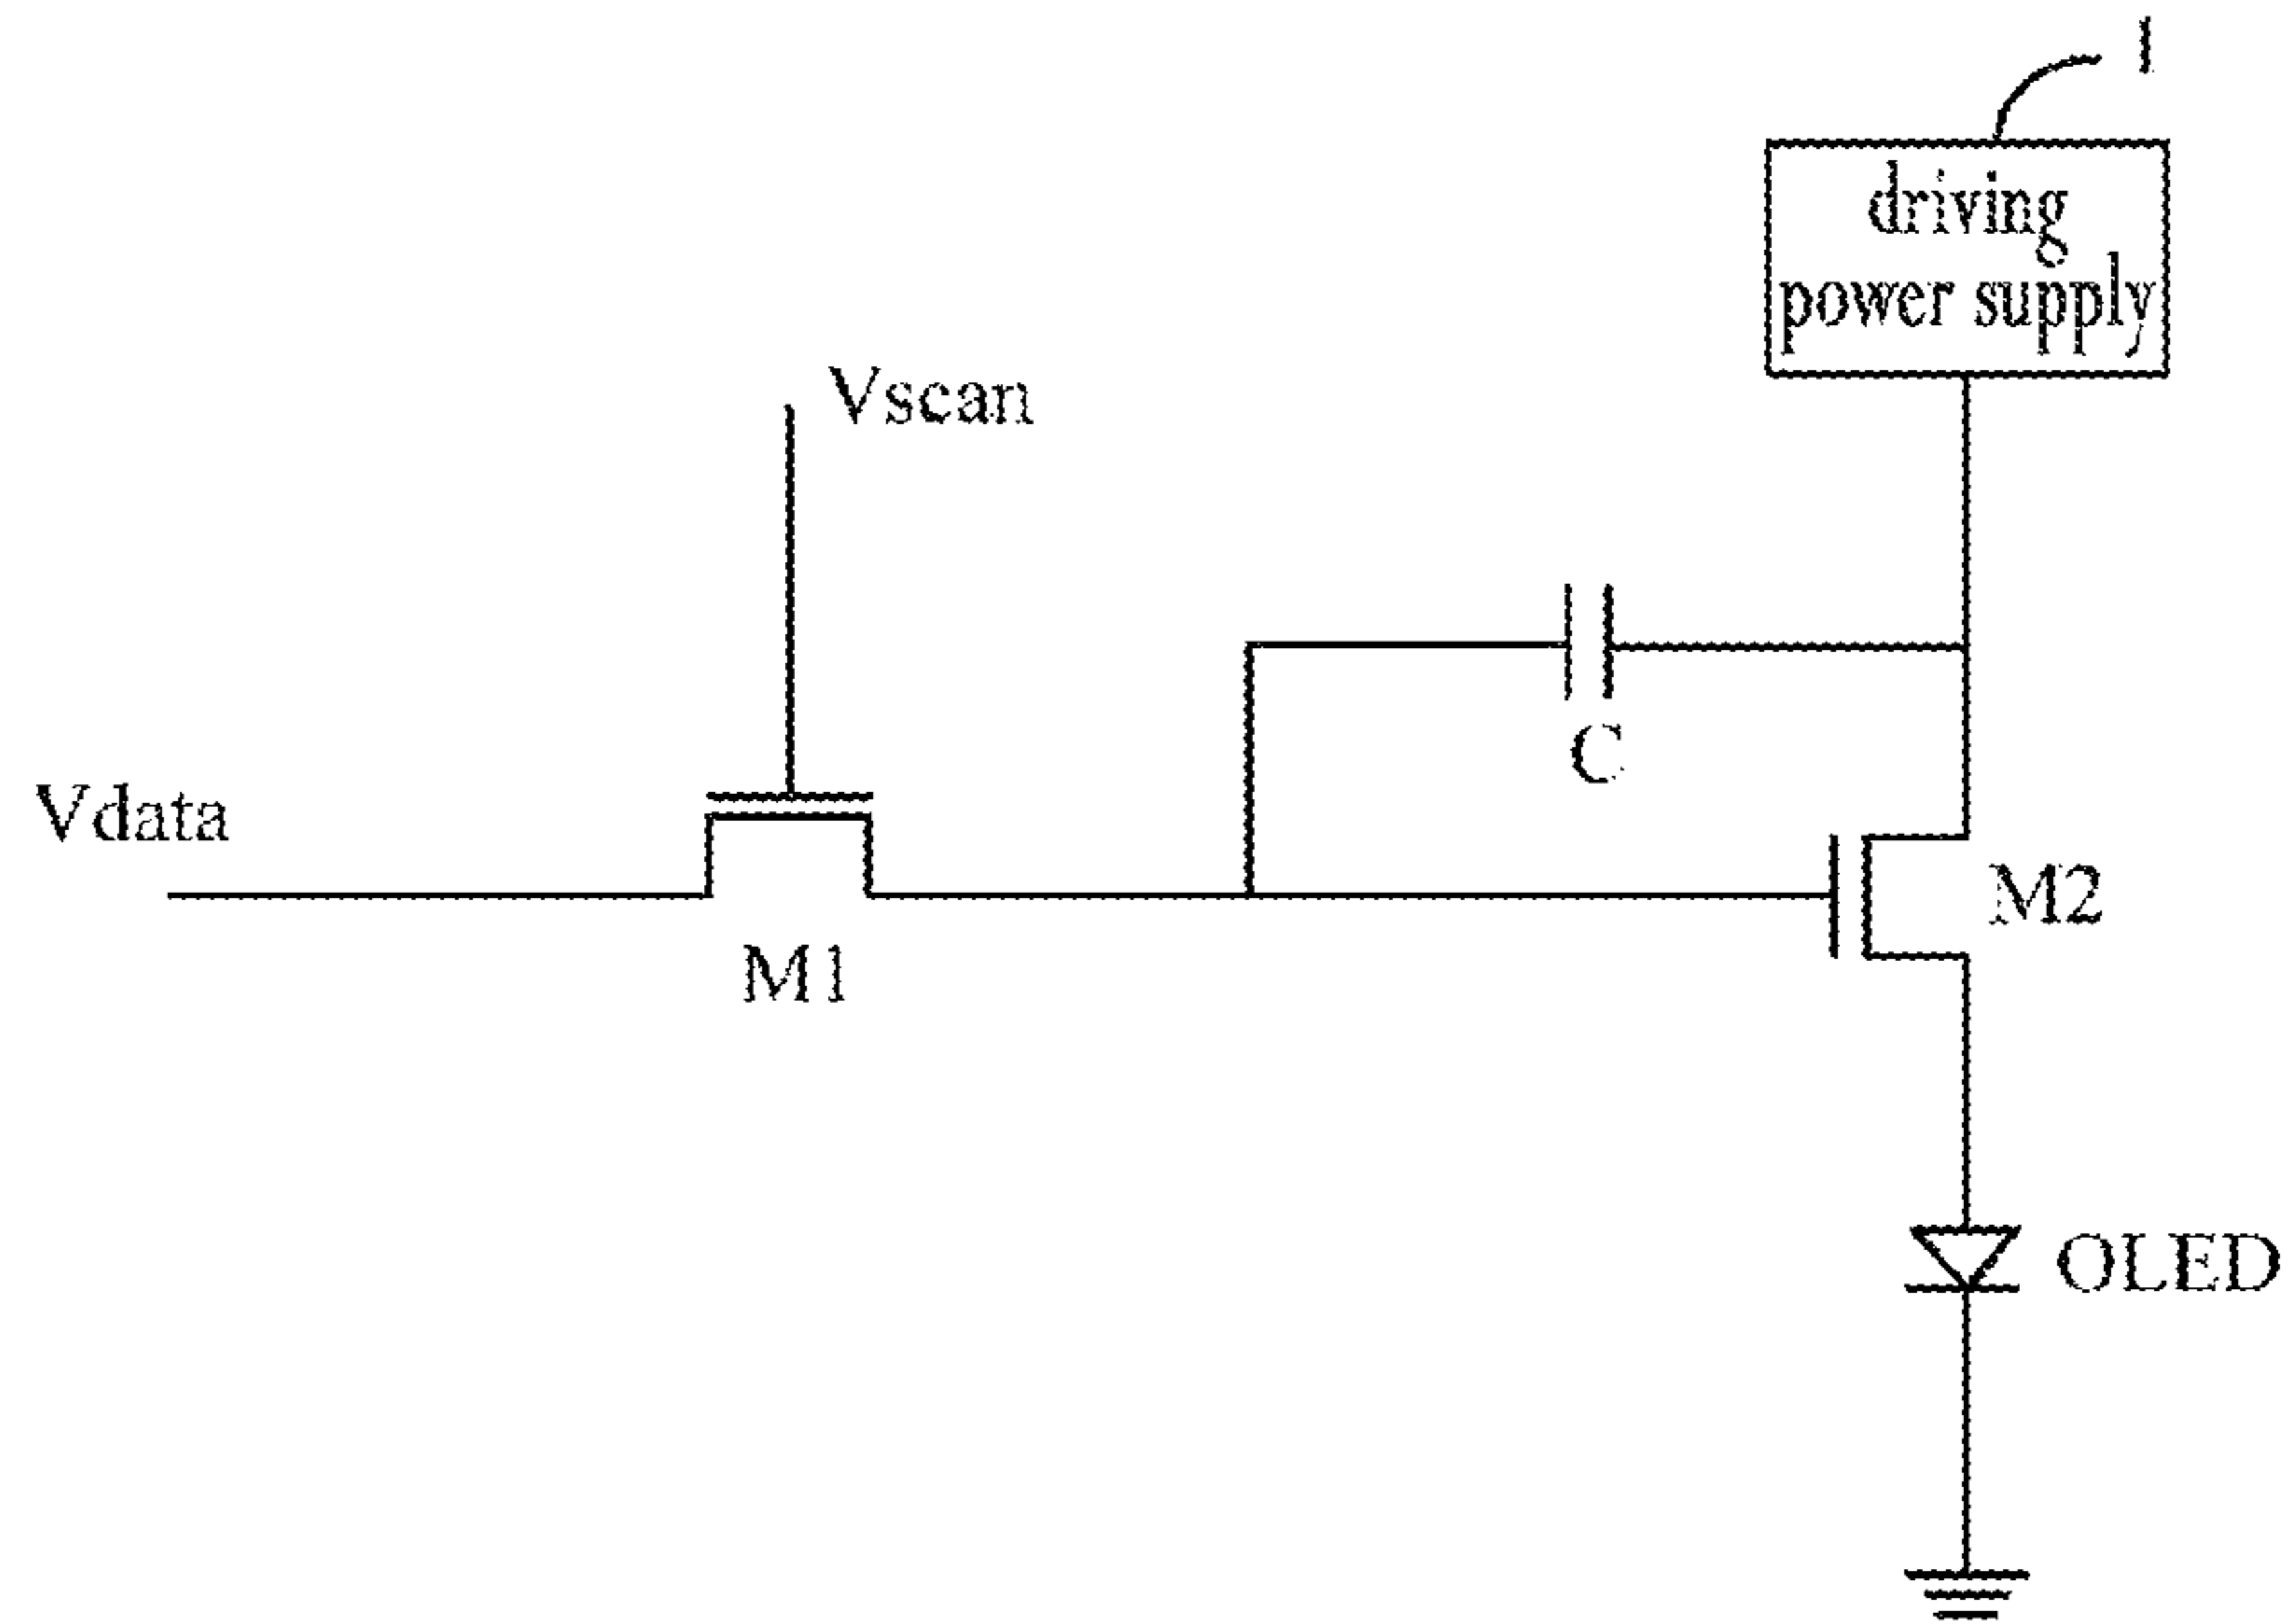 1
driving
power supply
Vscan
C
Vdata
M2
M1
OLED